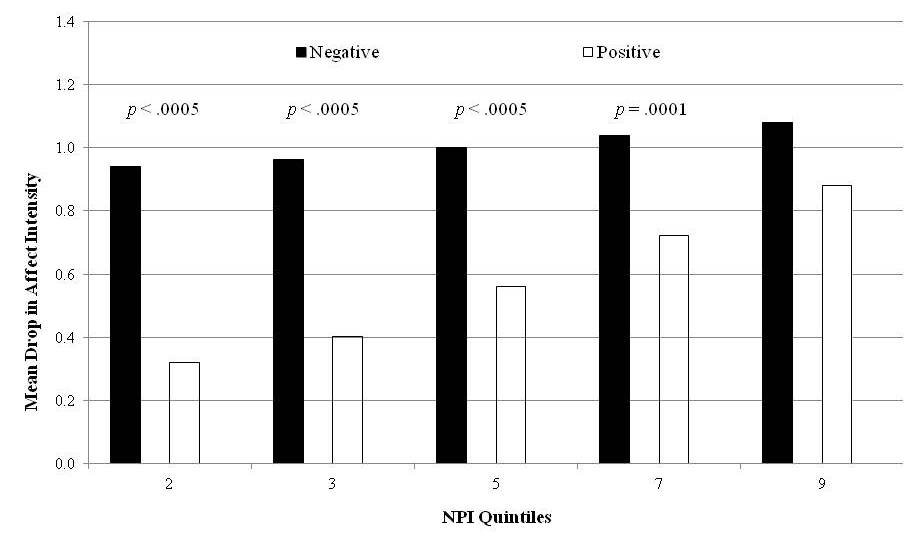 1.4
Negative Positive
1.2
p < .0005 p < .0005 p < .0005 p = .0001
1.0
0.8
0.6
0.4
0.2
0.0
Mean Drop in Affect Intensity
2 3 5 7 9
NPI Quintiles